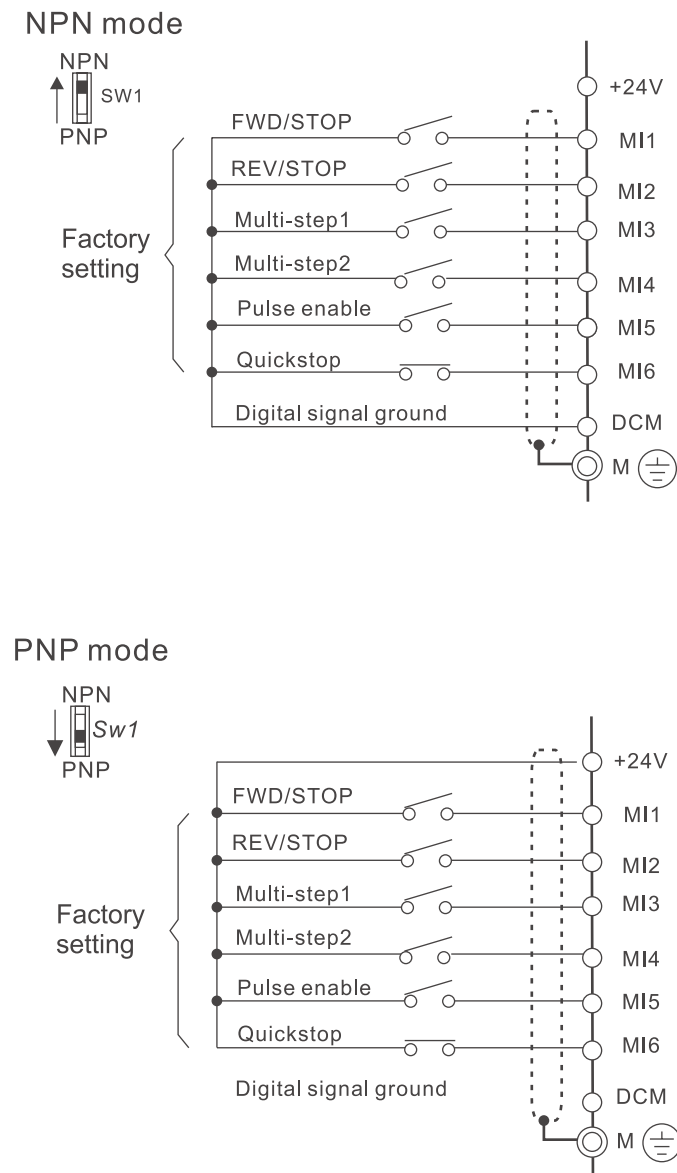 NPN mode
NPN
SW1
PNP
+24V
FWD/STOP
MI1
REV/STOP
MI2
Multi-step1
MI3
Factory
setting
Multi-step2
MI4
Pulse enable
MI5
Quickstop
MI6
Digital signal ground
DCM
M
PNP mode
NPN
Sw1
PNP
+24V
FWD/STOP
MI1
REV/STOP
MI2
Multi-step1
MI3
Factory
setting
Multi-step2
MI4
Pulse enable
MI5
Quickstop
MI6
Digital signal ground
DCM
M